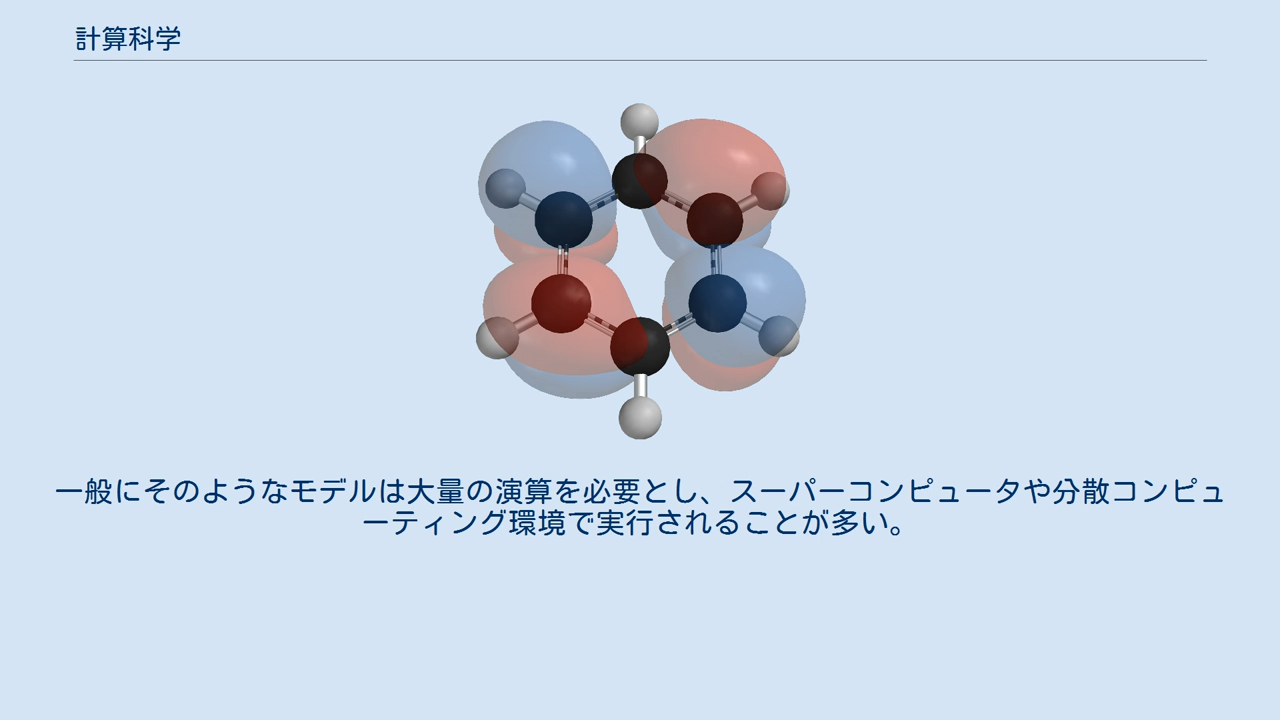 計算科学
一般にそのようなモデルは大量の演算を必要とし、スーパーコンピュータや分散コンピュ
ーティング環境で実行されることが多い。